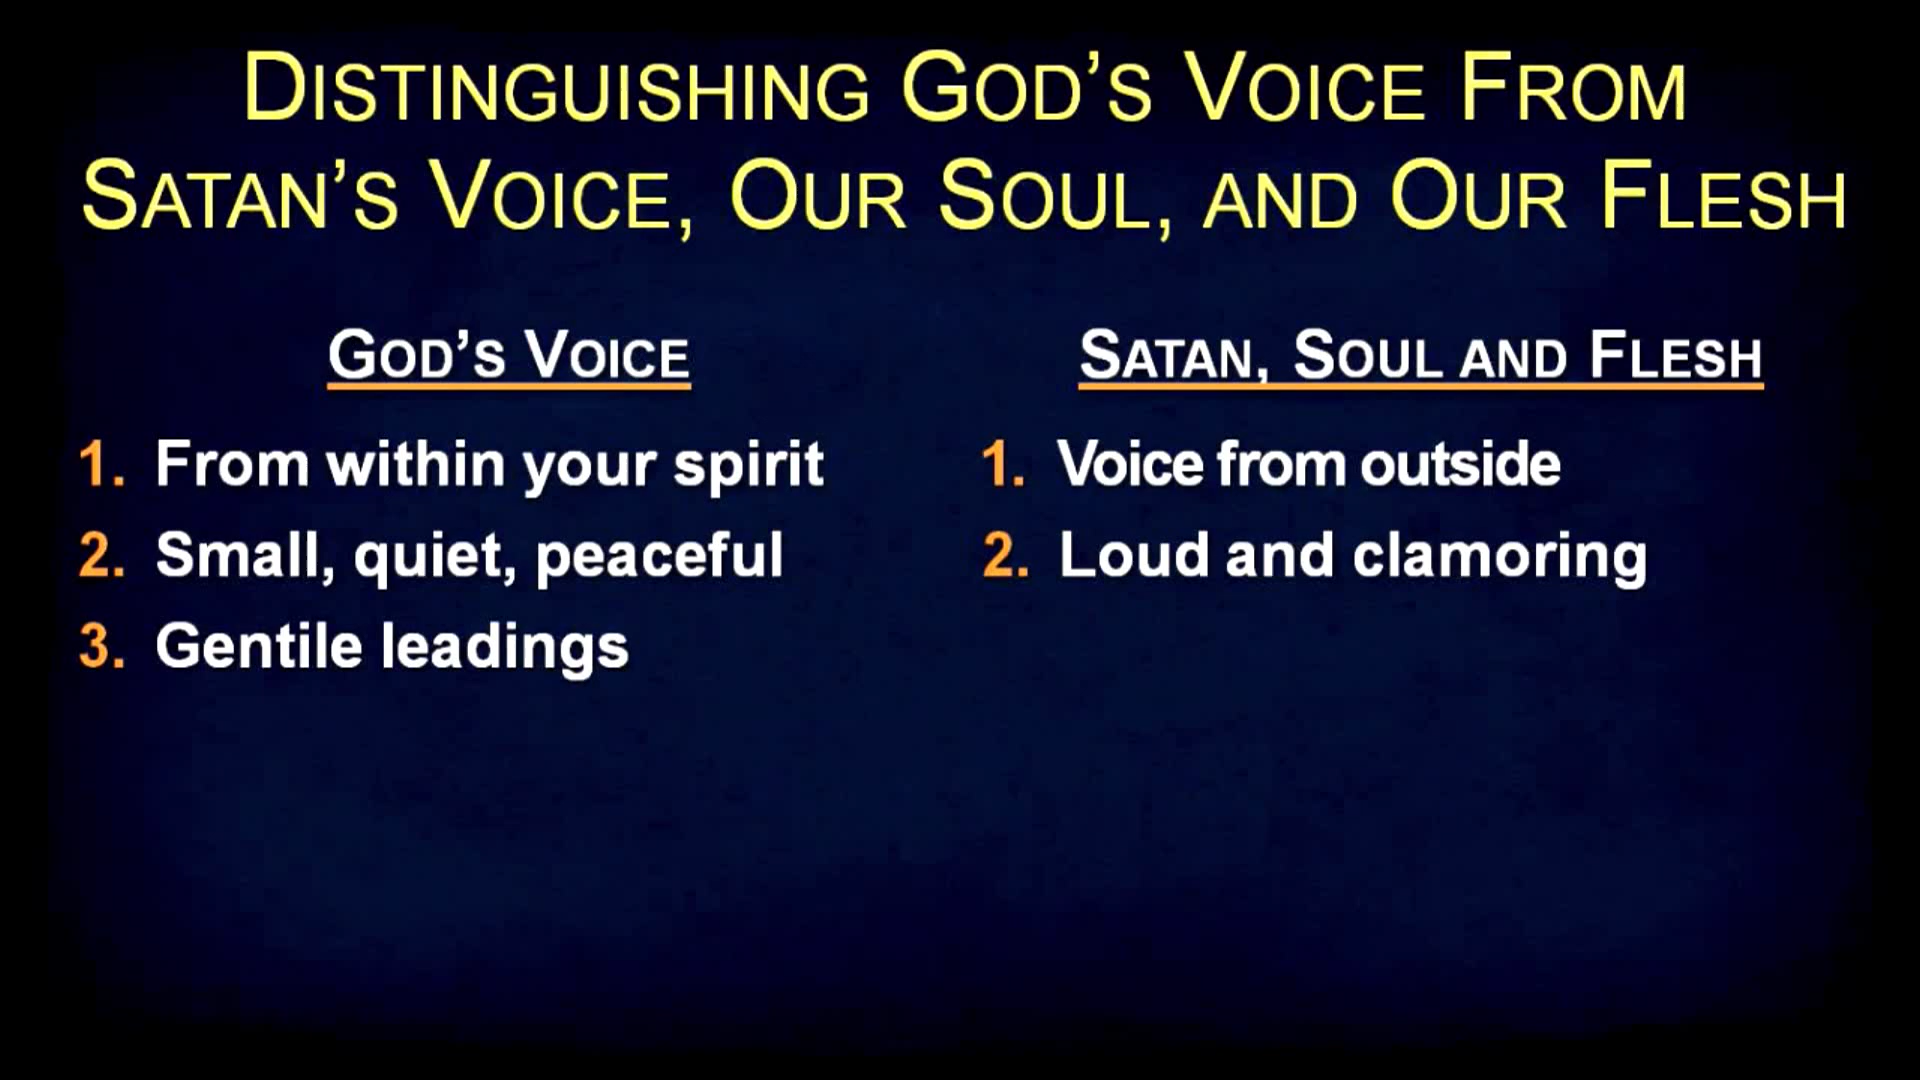 DISTINGUISHING GOD’S VOICE FROM
SATAN’S VOICE, OUR SOUL, AND OUR FLESH
GOD’S VOICE
1. From within your spirit
2. Small, quiet, peaceful
3. Gentile leadings
SATAN, SOUL AND FLESH
1. Voice from outside
2. Loud and clamoring